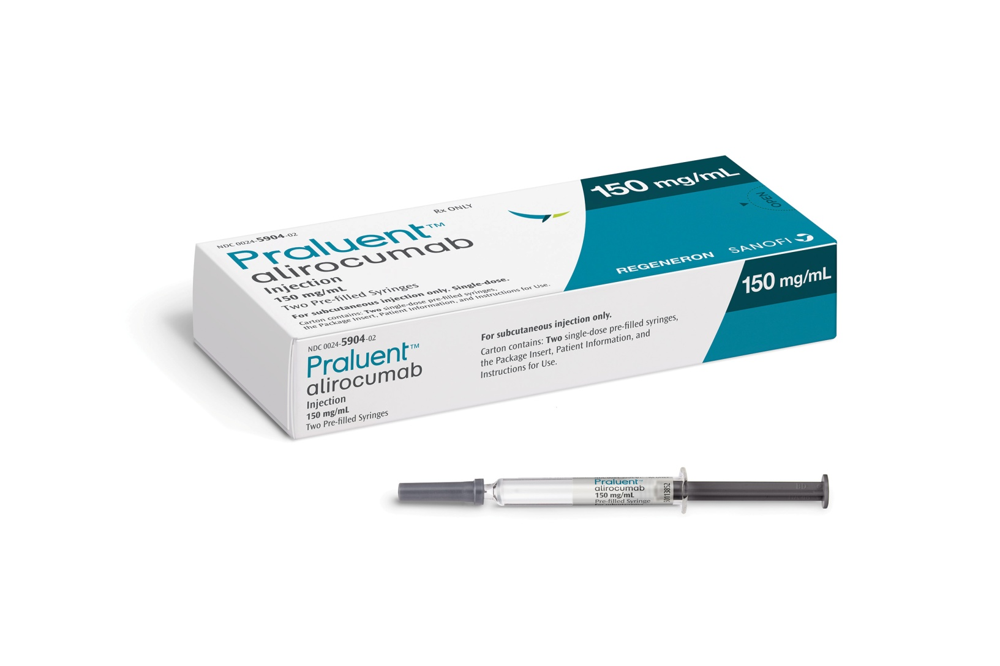 NDC 0024-5904-02
Rx ONLY
Praluent™
alirocumab
Injection
150 mg/mL
Two Pre-filled Syringes
For subcutaneous injection only. Single-dose.
Carton contains: Two single-dose pre-filled syringes,
the Package Insert, Patient Information, and Instructions for Use.
150 mg/mL
OPEN
REGENERON SANOFI
NDC 0024-5904-02
Praluent™
alirocumab
Injection
150 mg/mL
Two Pre-filled Syringes
For subcutaneous injection only.
Carton contains: Two single-dose pre-filled syringes,
the Package Insert, Patient Information, and
Instructions for Use.
150 mg/mL
Praluent™
alirocumab
150 mg/mL
Pre-filled Syringe
For subcutaneous
50113852
BD